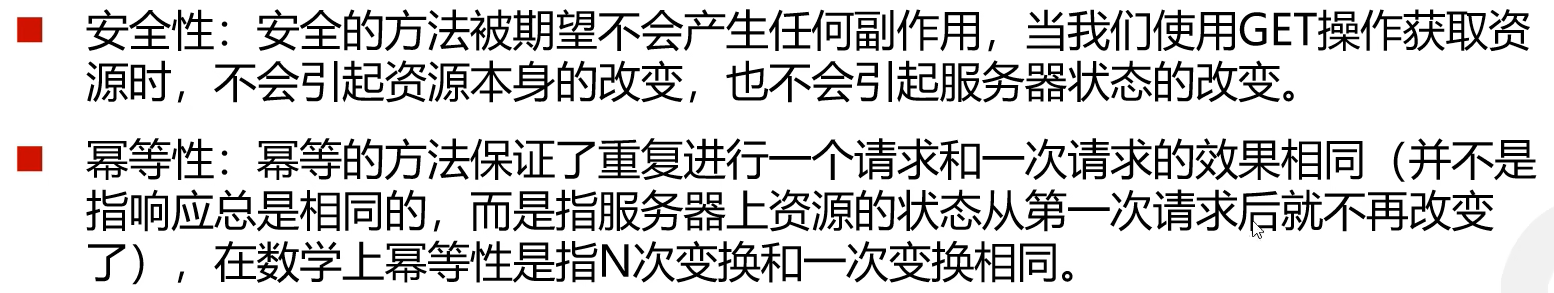 安全性：安全的方法被期望不会产生任何副作用，当我们使用GET操作获取资
源时，不会引起资源本身的改变，也不会引起服务器状态的改变。
幂等性：幂等的方法保证了重复进行一个请求和一次请求的效果相同（并不是
指响应总是相同的，而是指服务器上资源的状态从第一次请求后就不再改变
了），在数学上幂等性是指N次变换和一次变换相同。